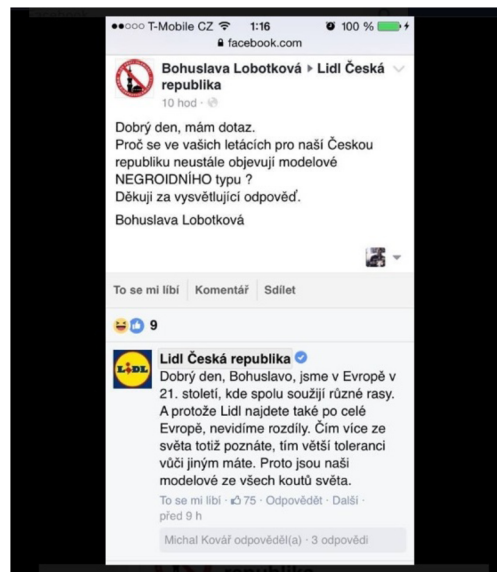 T-Mobile CZ 1:16 100 %
facebook.com
Bohuslava Lobotková ▸ Lidl Česká
republika
10 hod ·
Dobrý den, mám dotaz.
Proč se ve vašich letácích pro naší Českou
republiku neustále objevují modelové
NEGROIDNÍHO typu ?
Děkuji za vysvětlující odpověď.
Bohuslava Lobotková
To se mi líbí Komentář Sdílet
9
LIDL
Lidl Česká republika
Dobrý den, Bohuslavo, jsme v Evropě v
21. století, kde spolu soužijí různé rasy.
A protože Lidl najdete také po celé
Evropě, nevidíme rozdíly. Čím více ze
světa totiž poznáte, tím větší toleranci
vůči jiným máte. Proto jsou naši
modelové ze všech koutů světa.
To se mi líbí · 75 · Odpovědět · Další ·
před 9 h
Michal Kovář odpověděl(a) · 3 odpovědi